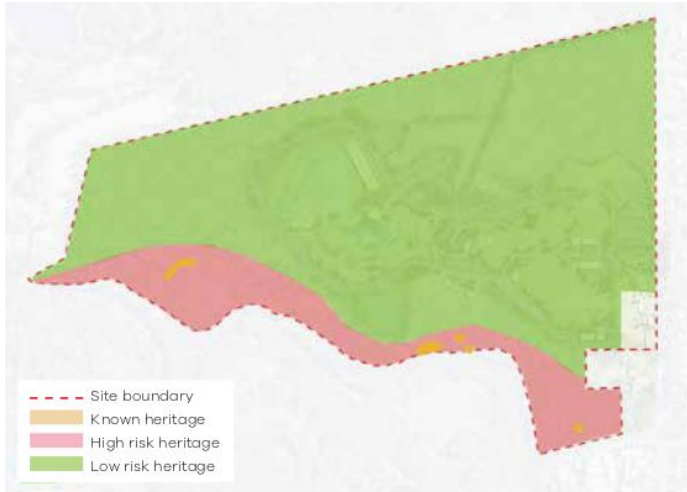 Site boundary
Known heritage
High risk heritage
Low risk heritage